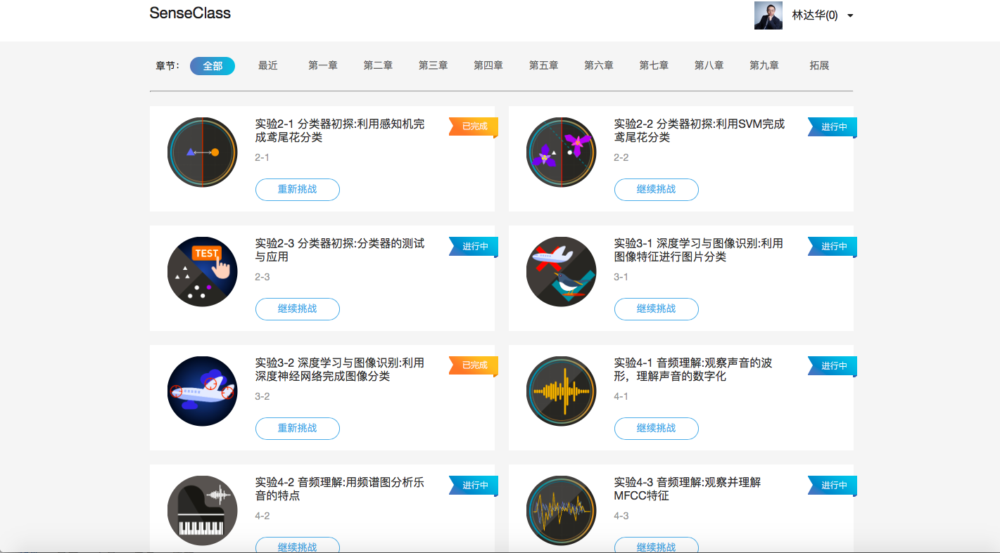 SenseClass
林达华(0)
章节: 全部 最近 第一章 第二章 第三章 第四章 第五章 第六章 第七章 第八章 第九章 拓展
实验2-1 分类器初探:利用感知机完
成鸢尾花分类
已完成
2-1
重新挑战
实验2-2 分类器初探:利用SVM完成
鸢尾花分类
进行中
2-2
继续挑战
TEST
实验2-3 分类器初探:分类器的测试
与应用
进行中
2-3
继续挑战
实验3-1 深度学习与图像识别:利用
图像特征进行图片分类
进行中
3-1
继续挑战
实验3-2 深度学习与图像识别:利用
深度神经网络完成图像分类
已完成
3-2
重新挑战
实验4-1 音频理解:观察声音的波
形，理解声音的数字化
进行中
4-1
继续挑战
实验4-2 音频理解:用频谱图分析乐
音的特点
进行中
4-2
继续挑战
实验4-3 音频理解:观察并理解
MFCC特征
进行中
4-3
继续挑战